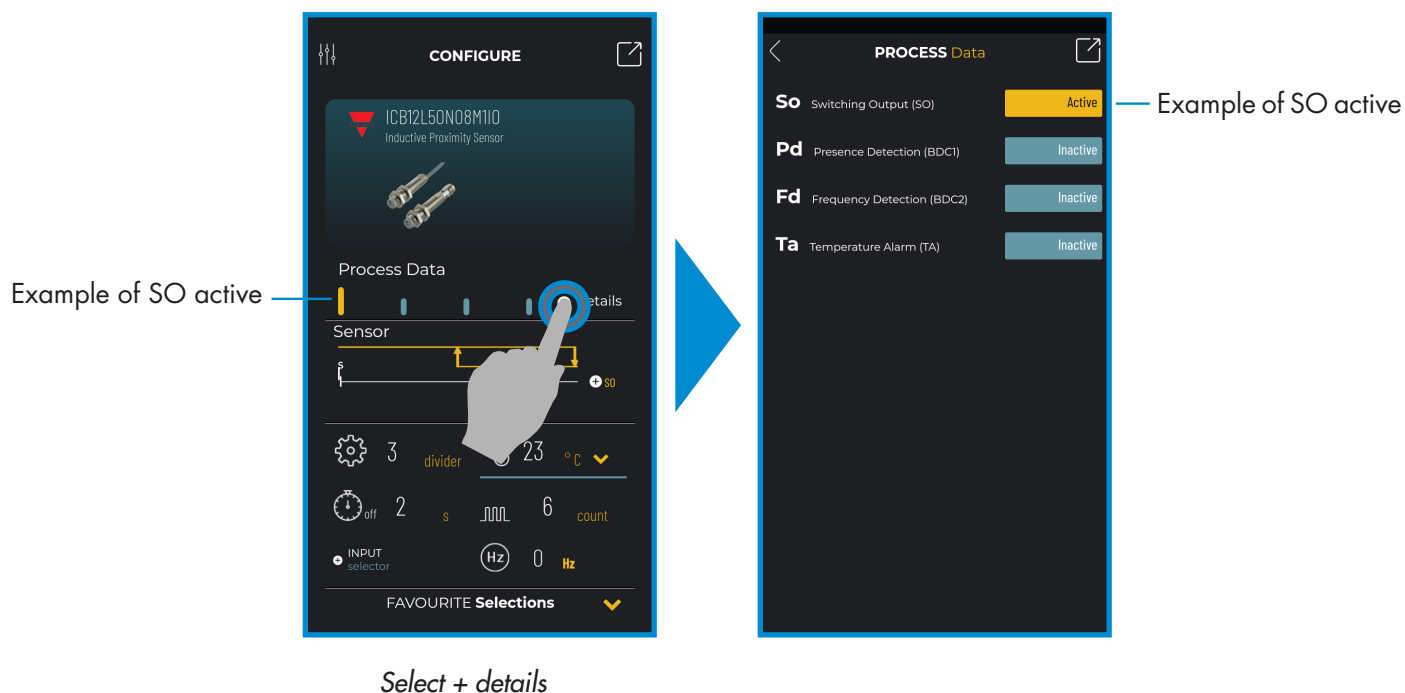 CONFIGURE
ICB12L50N08M1IO
Inductive Proximity Sensor
Process Data
Example of SO active
etails
Sensor
s
SO
3 divider 23 °C
off 2 s 6 count
INPUT
selector
Hz 0 Hz
FAVOURITE Selections
Select + details
PROCESS Data
So Switching Output (SO) Active
Example of SO active
Pd Presence Detection (BDC1) Inactive
Fd Frequency Detection (BDC2) Inactive
Ta Temperature Alarm (TA) Inactive